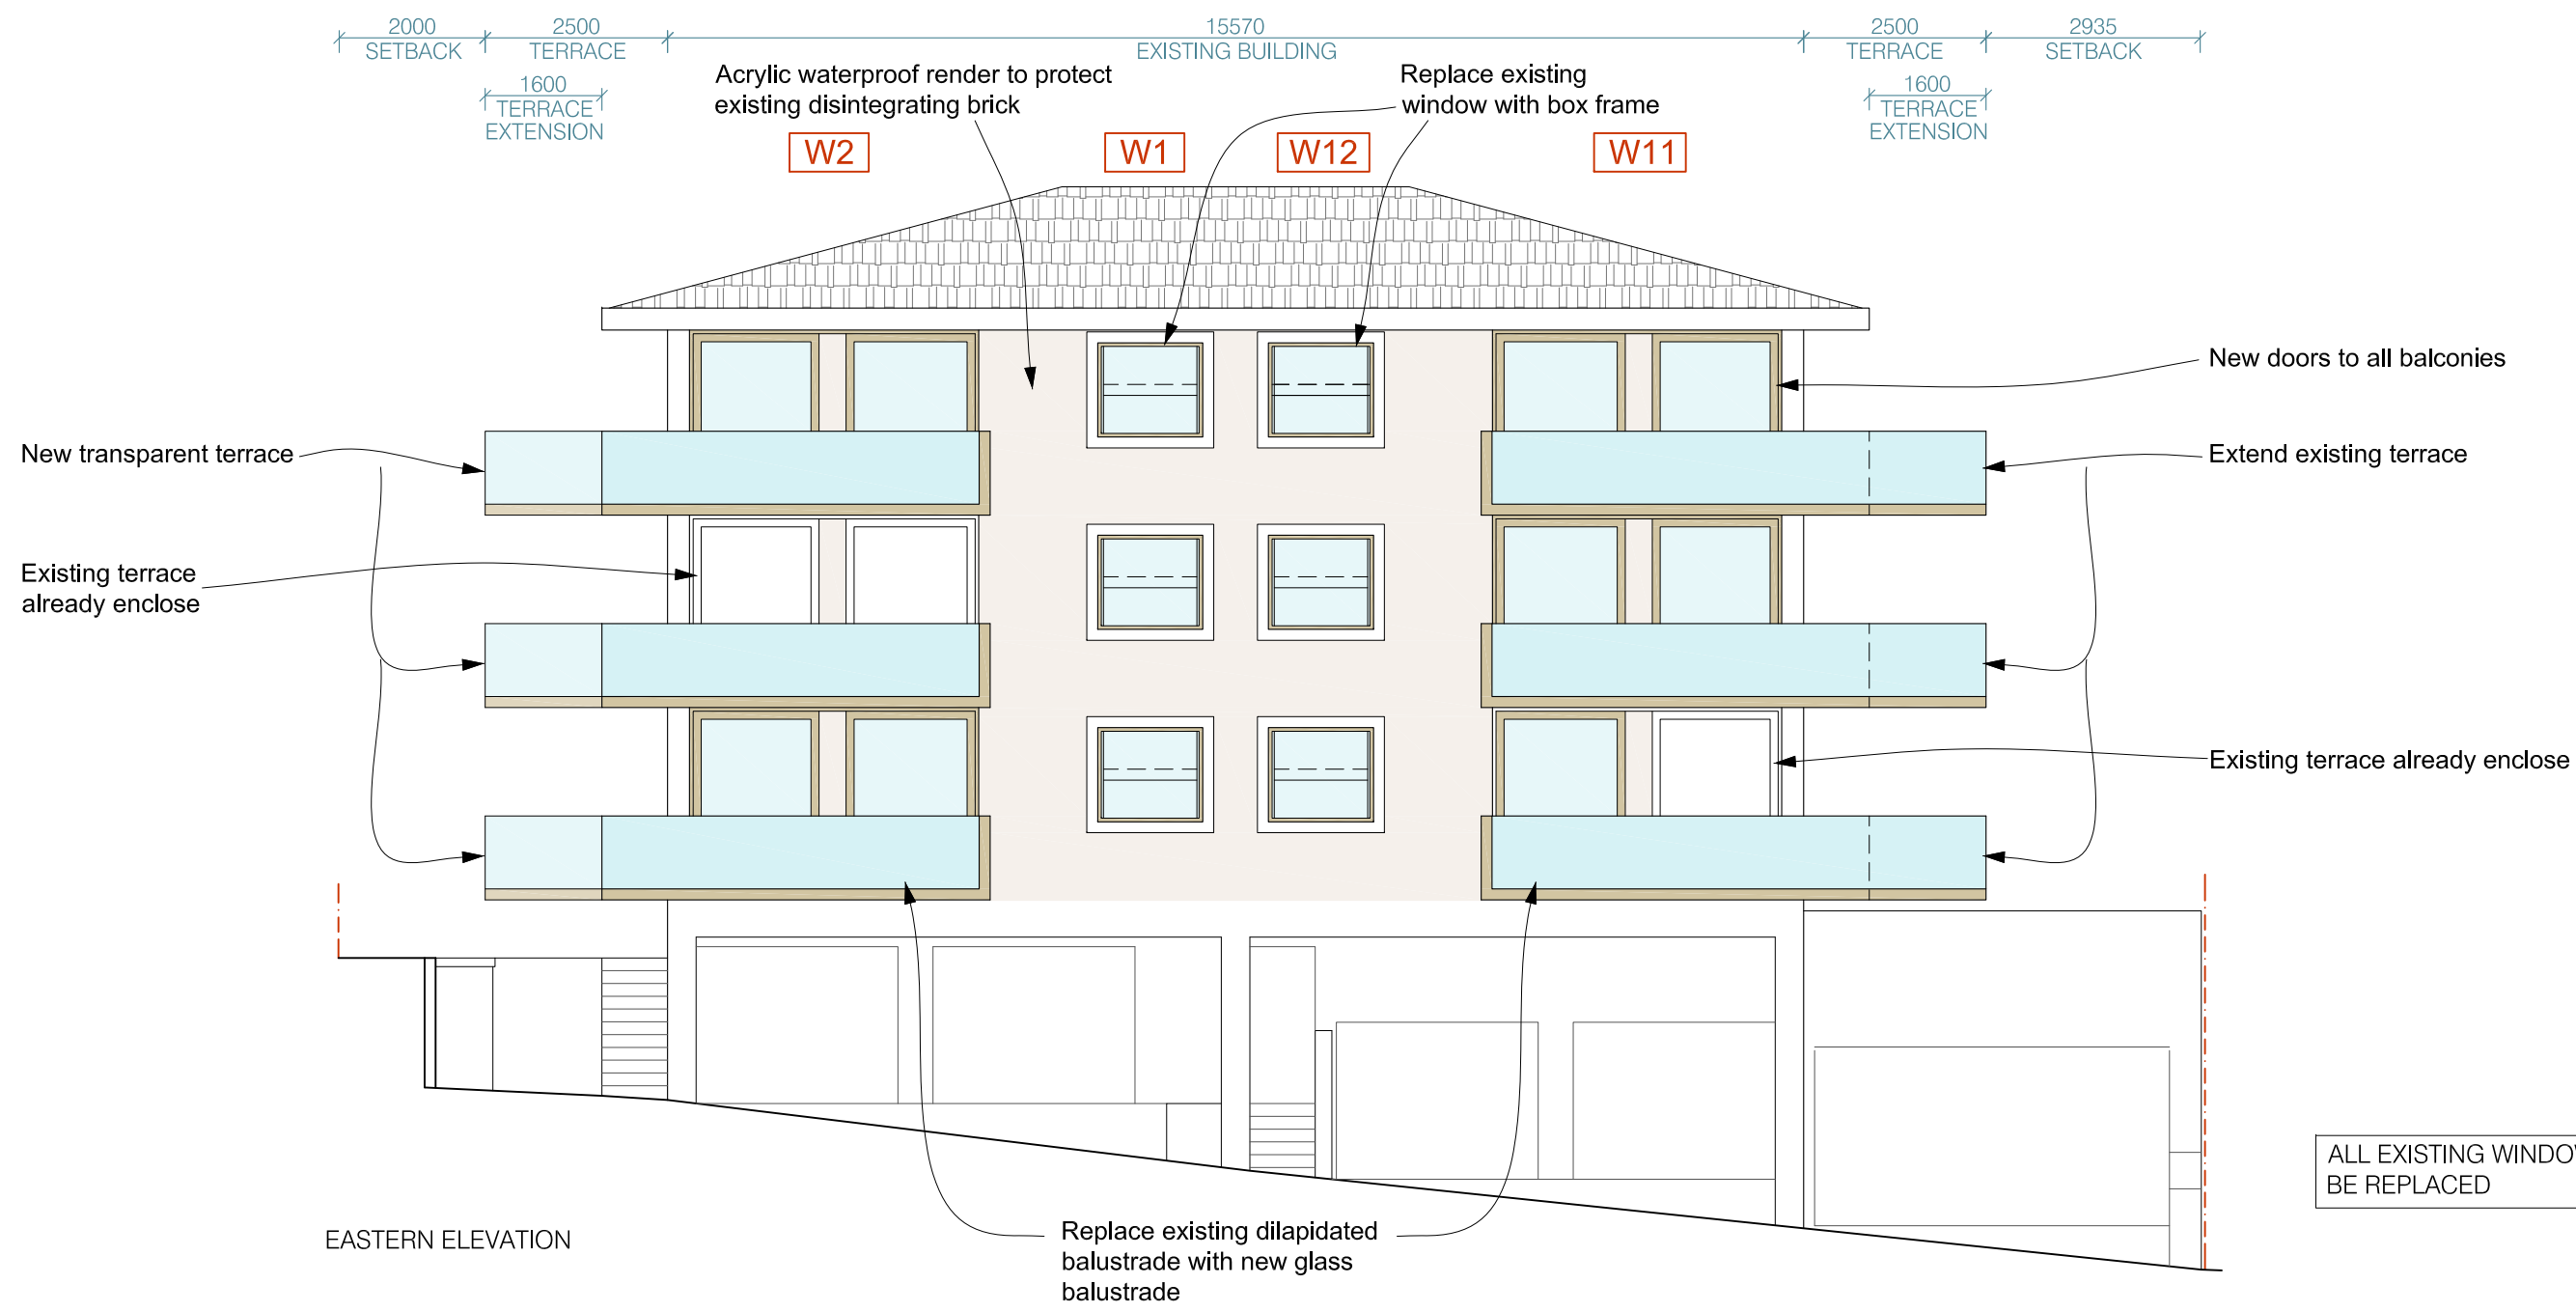 2000
SETBACK
2500
TERRACE
15570
EXISTING BUILDING
2500
TERRACE
2935
SETBACK
1600
TERRACE
EXTENSION
1600
TERRACE
EXTENSION
Acrylic waterproof render to protect
existing disintegrating brick
Replace existing
window with box frame
W2
W1
W12
W11
New doors to all balconies
New transparent terrace
Extend existing terrace
Existing terrace
already enclose
Existing terrace already enclose
ALL EXISTING
BE REPLACED
EASTERN ELEVATION
Replace existing dilapidated
balustrade with new glass
balustrade